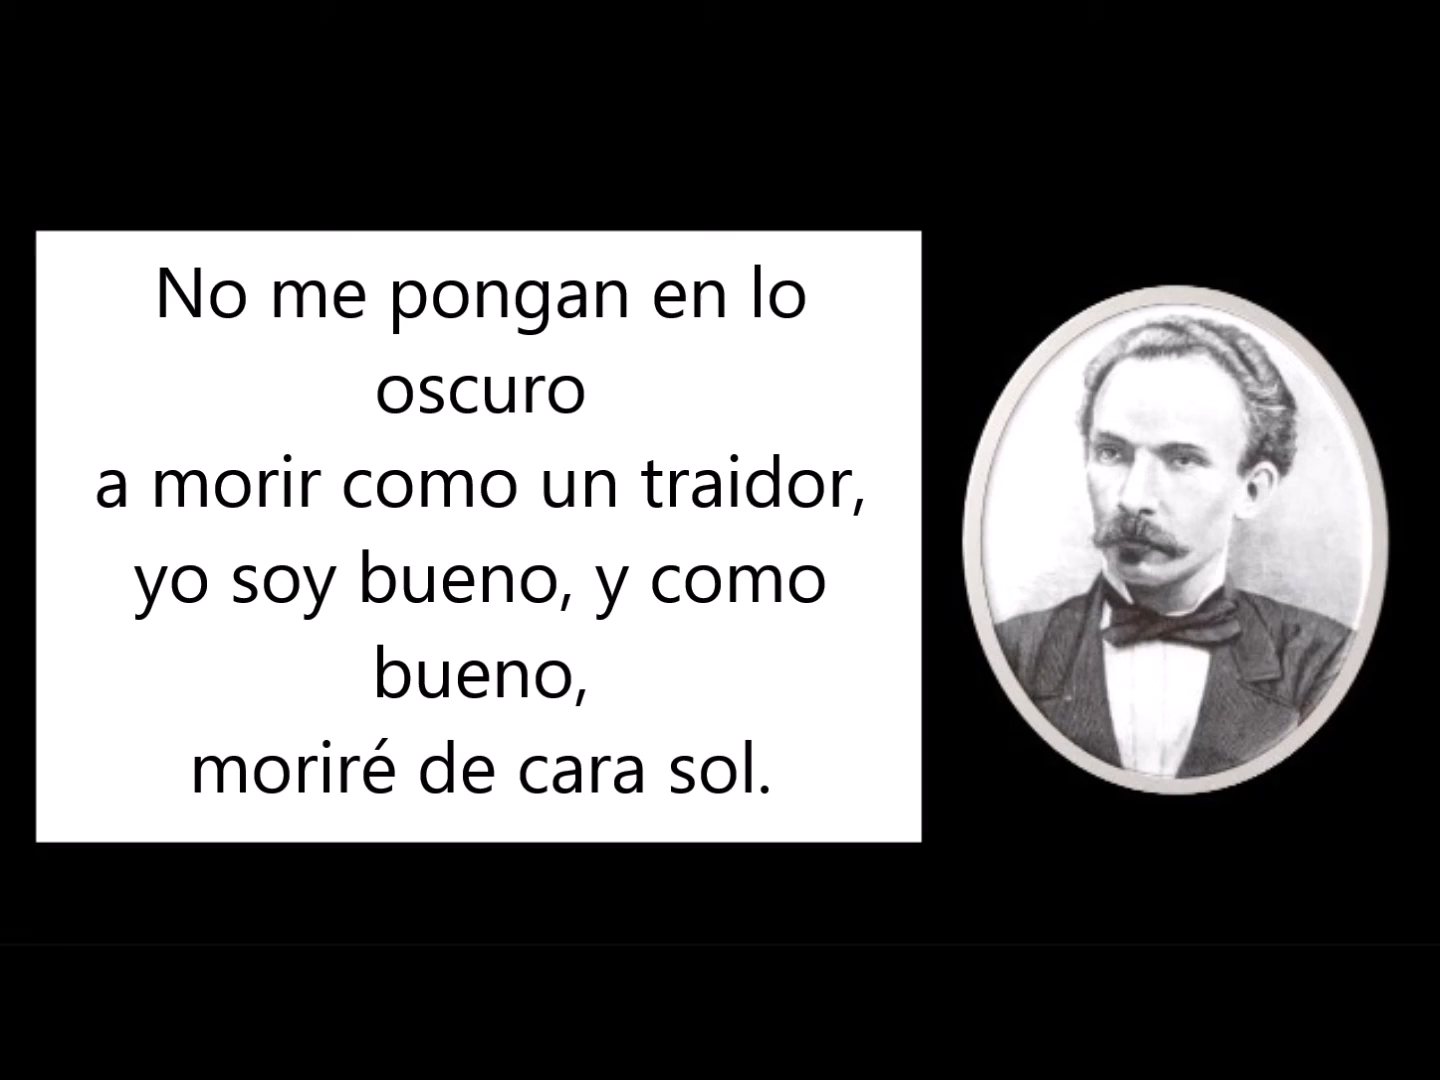 No me pongan en lo
oscuro
a morir como un traidor,
yo soy bueno, y como
bueno,
moriré de cara sol.